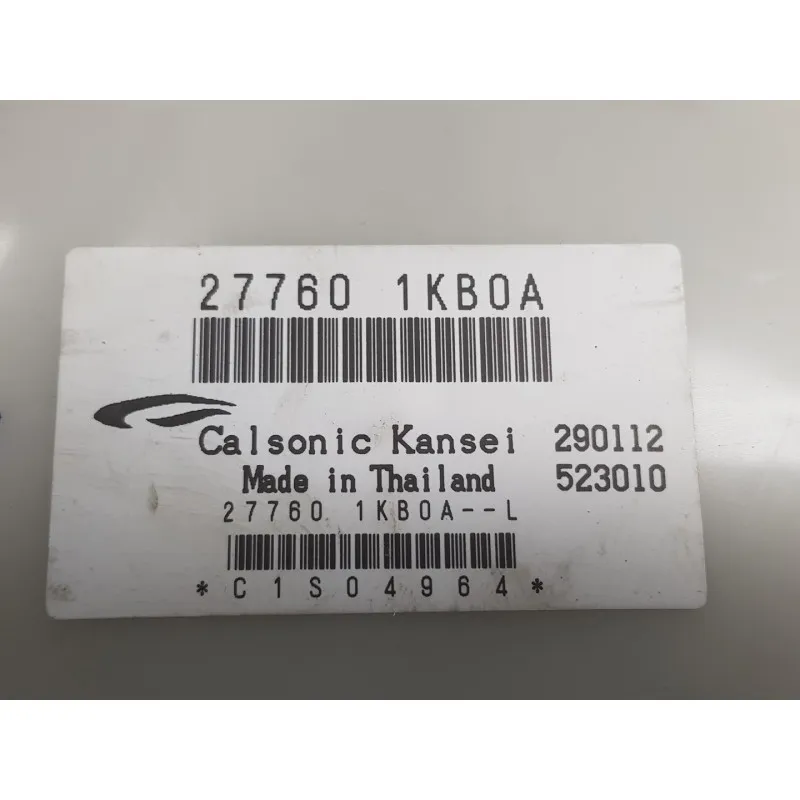 27760 1KB0A
Calsonic Kansei 290112
Made in Thailand 523010
27760 1KB0A--L
*C1S04964*